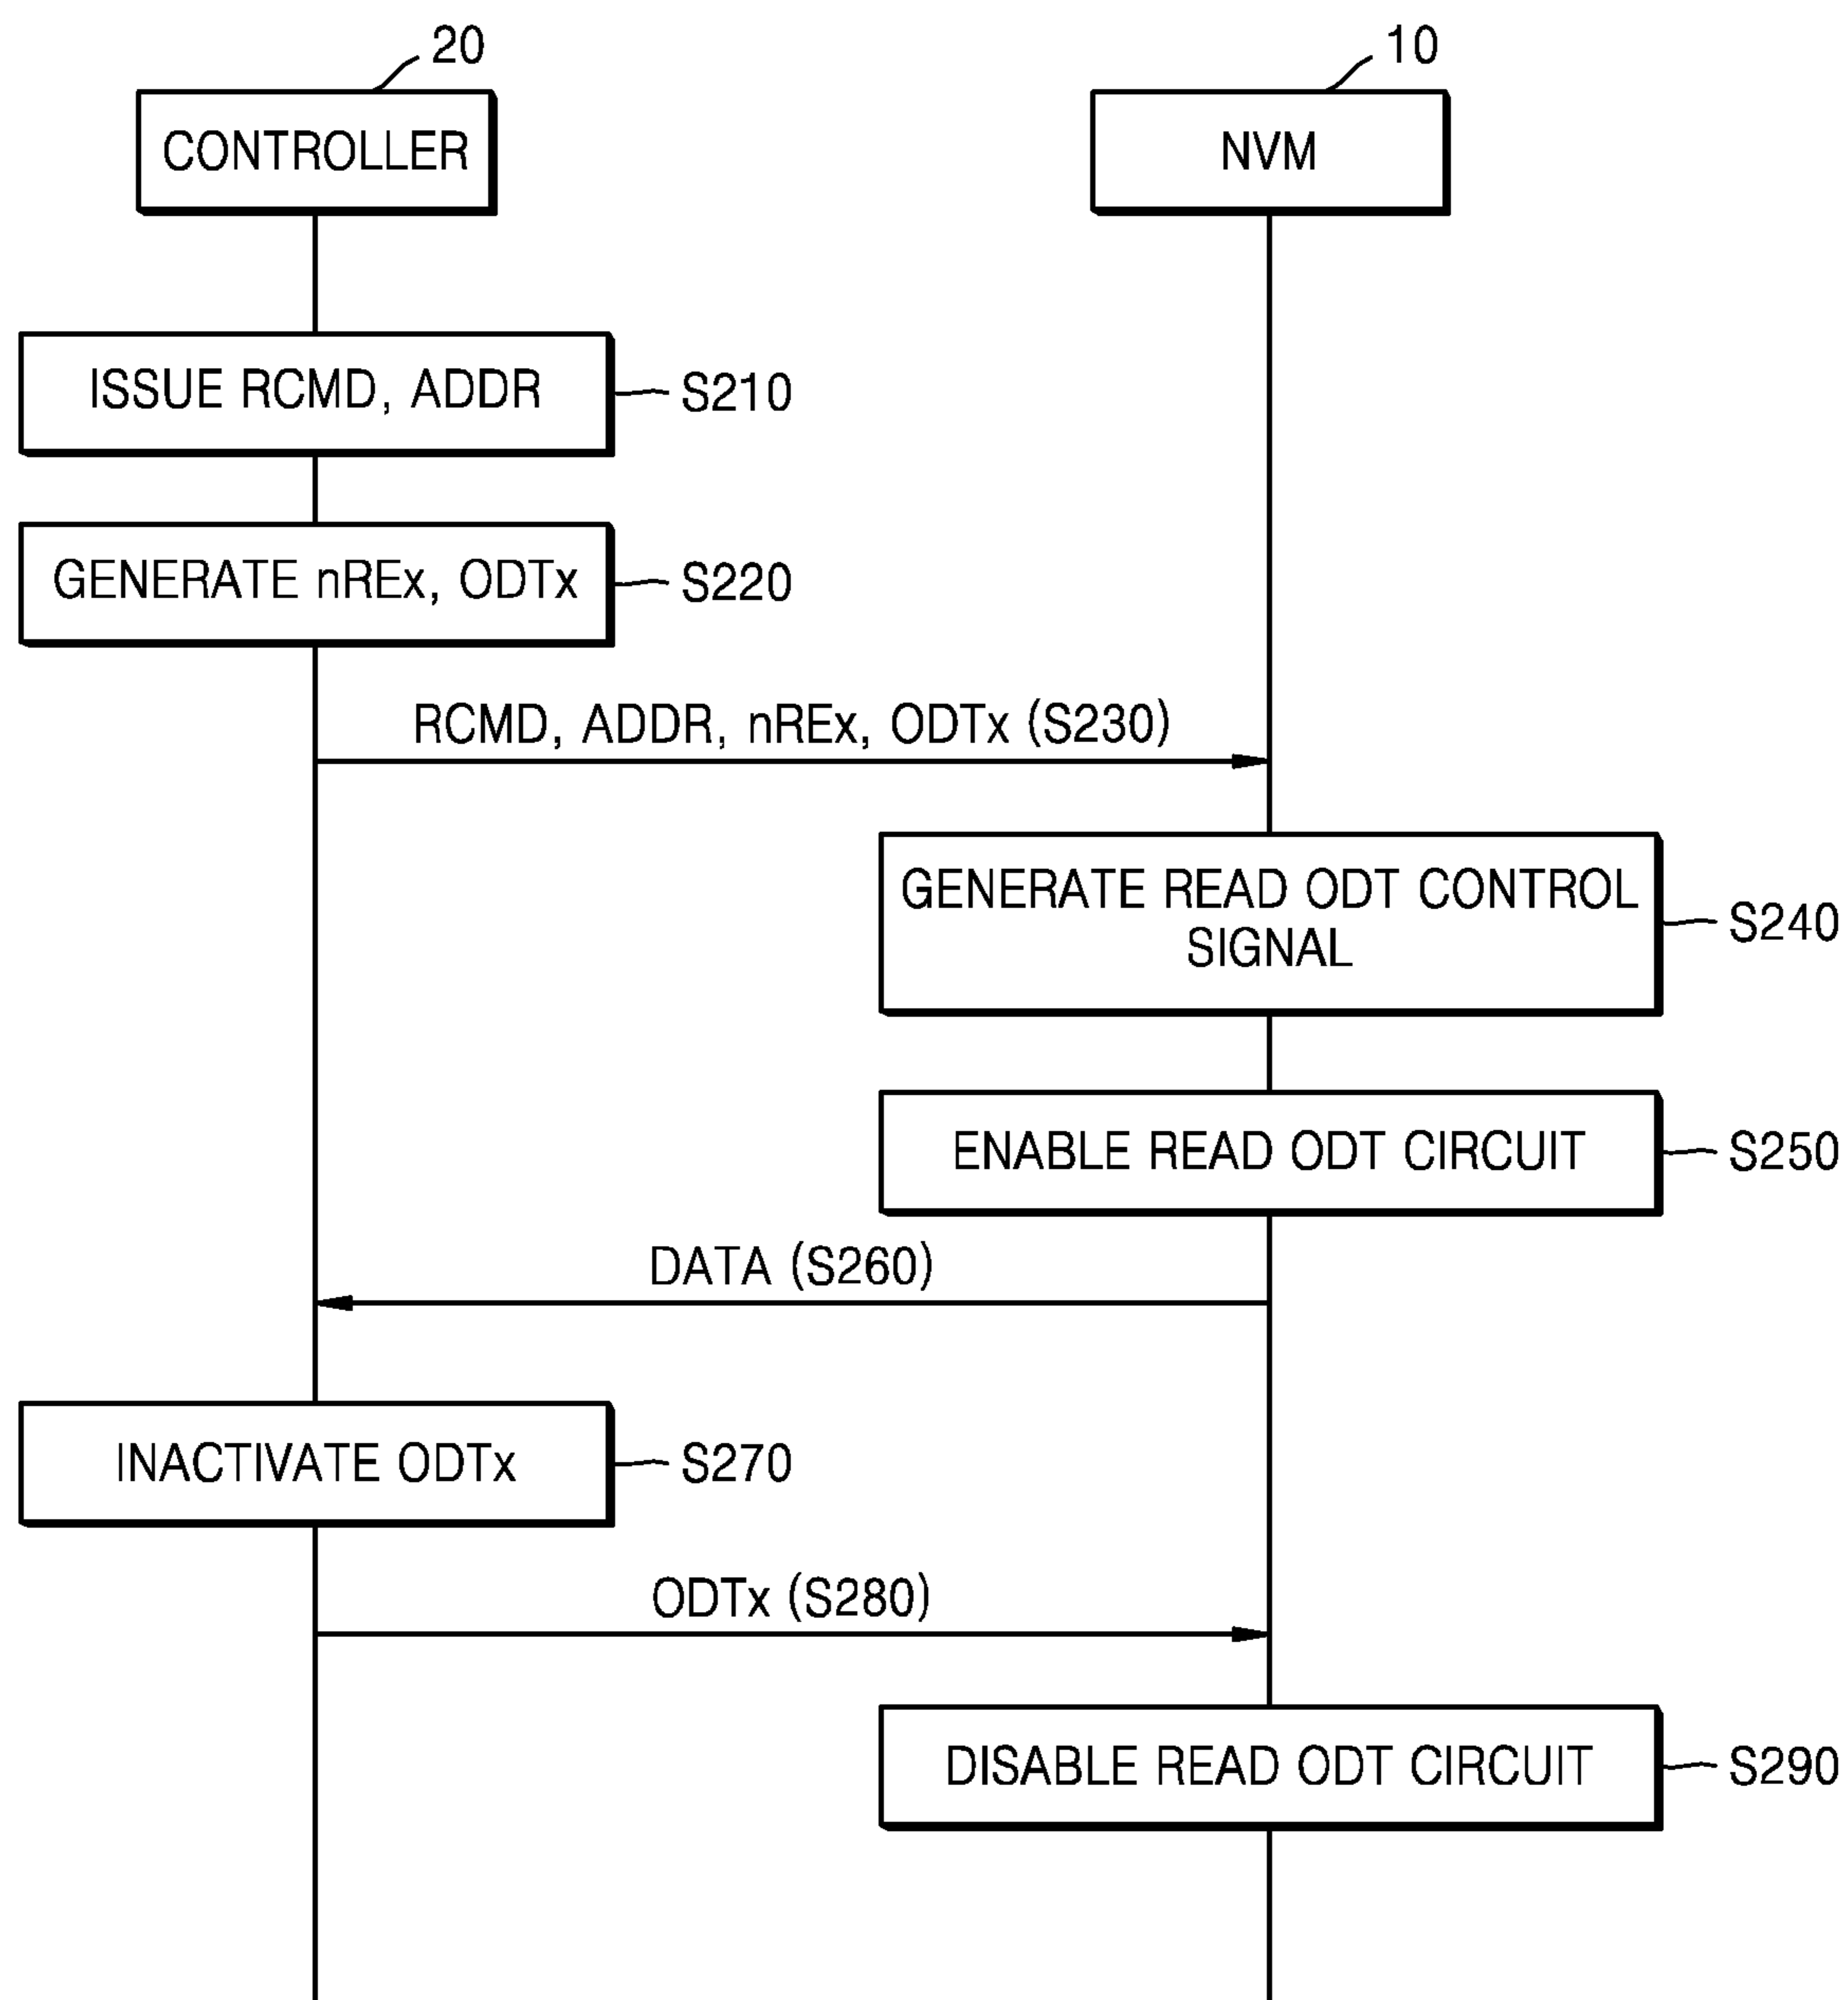 20
10
CONTROLLER
NVM
ISSUE RCMD, ADDR
S210
GENERATE nREx, ODTx
S220
RCMD, ADDR, nREx, ODTx (S230)
GENERATE READ ODT CONTROL
SIGNAL
S240
ENABLE READ ODT CIRCUIT
S250
DATA (S260)
INACTIVATE ODTx
S270
ODTx (S280)
DISABLE READ ODT CIRCUIT
S290